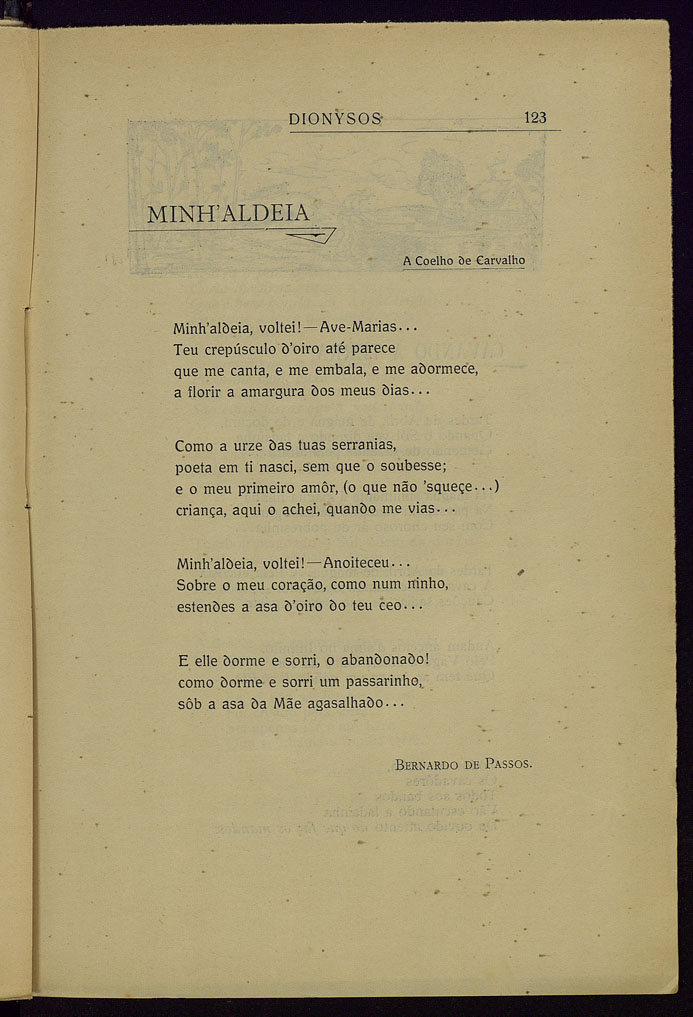 DIONYSOS 123
MINH'ALDEIA
A Coelho de Carvalho
Minh'aldeia, voltei!—Ave-Marias...
Teu crepúsculo d'oiro até parece
que me canta, e me embala, e me adormece,
a florir a amargura dos meus dias...
Como a urze das tuas serranias,
poeta em ti nasci, sem que o soubesse;
e o meu primeiro amôr, (o que não 'squeçe...)
criança, aqui o achei, quando me vias...
Minh'aldeia, voltei!—Anoiteceu...
Sobre o meu coração, como num ninho,
estendes a asa d'oiro do teu ceo...
E elle dorme e sorri, o abandonado!
como dorme e sorri um passarinho,
sôb a asa da Mãe agasalhado...
BERNARDO DE PASSOS.